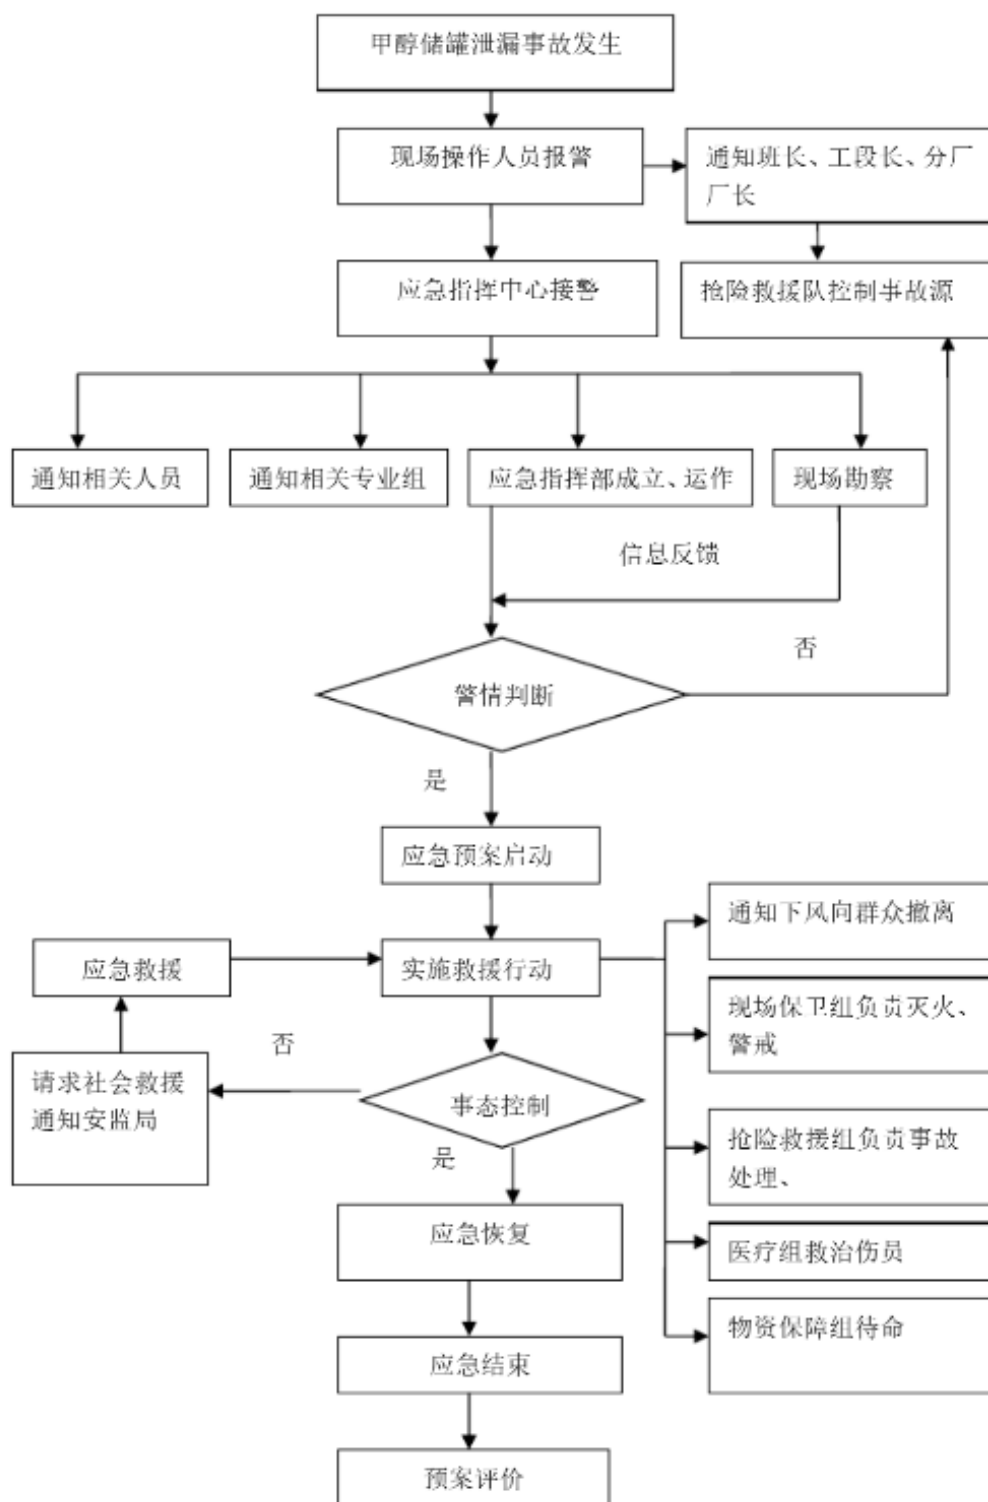 甲醇储罐泄漏事故发生
现场操作人员报警
通知班长、工段长、分厂
厂长
应急指挥中心接警
抢险救援队控制事故源
通知相关人员
通知相关专业组
应急指挥部成立、运作
现场勘察
信息反馈
否
警情判断
是
应急预案启动
通知下风向群众撤离
应急救援
实施救援行动
现场保卫组负责灭火、
警戒
否
请求社会救援
通知安监局
事态控制
抢险救援组负责事故
处理、
是
应急恢复
医疗组救治伤员
物资保障组待命
应急结束
预案评价